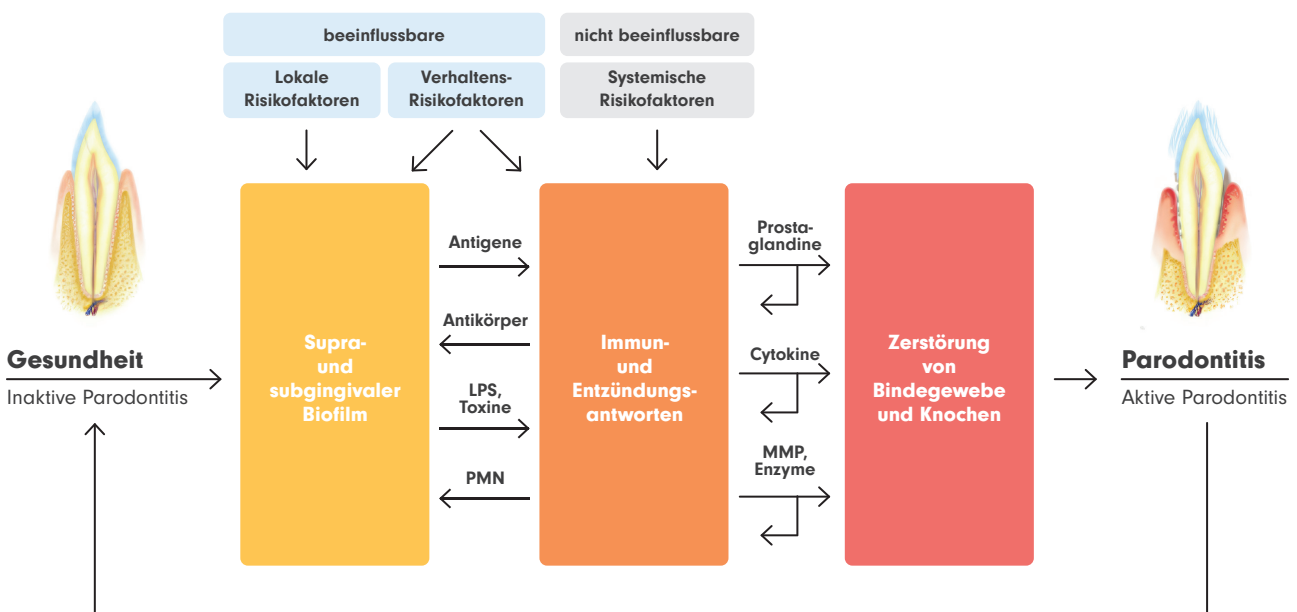 beeinflussbare
nicht beeinflussbare
Lokale
Risikofaktoren
Verhaltens-
Risikofaktoren
Systemische
Risikofaktoren
Gesundheit
Inaktive Parodontitis
Supra-
und
subgingivaler
Biofilm
Antigene
Antikörper
LPS,
Toxine
PMN
Immun-
und
Entzündungs-
antworten
Prosta-
glandine
Cytokine
MMP,
Enzyme
Zerstörung
von
Bindegewebe
und Knochen
Parodontitis
Aktive Parodontitis